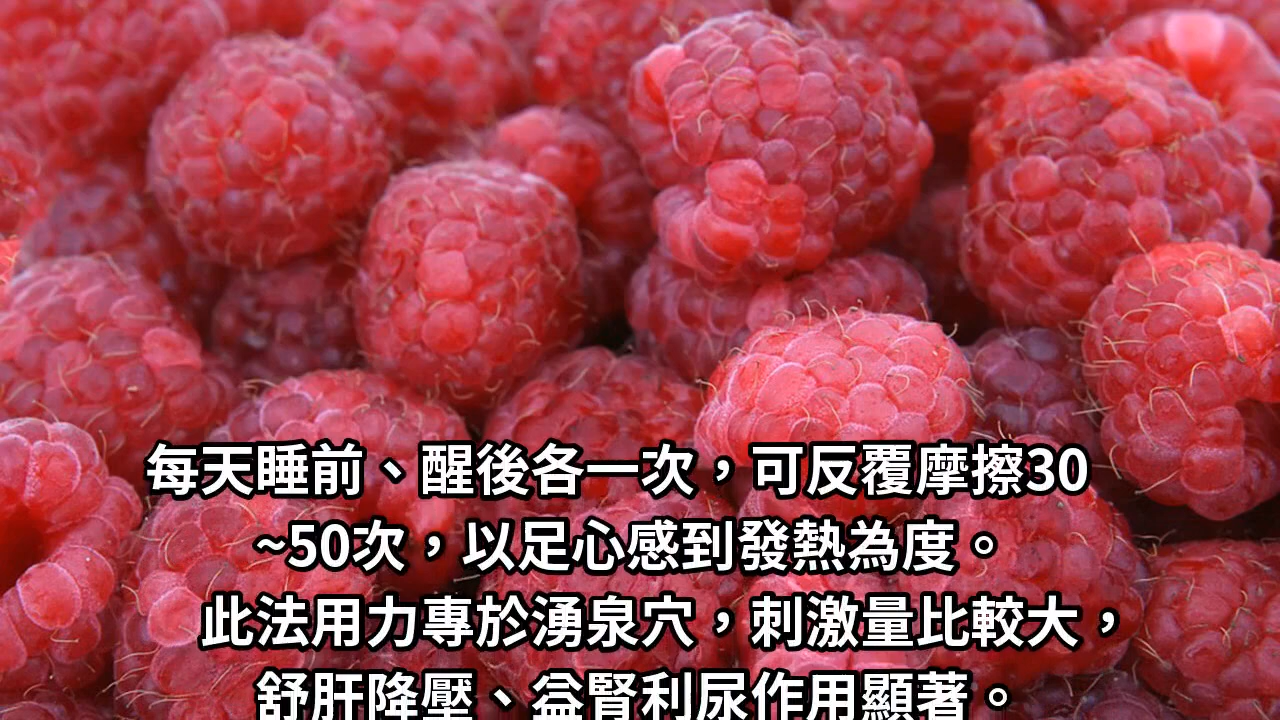 每天睡前、醒後各一次，可反覆摩擦30
~50次，以足心感到發熱為度。
此法用力專於湧泉穴，刺激量比較大，
舒肝降壓、益腎利尿作用顯著。